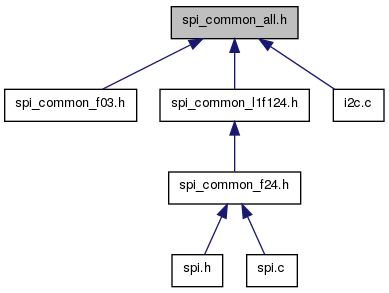 spi_common_all.h
spi_common_f03.h
spi_common_l1f124.h
i2c.c
spi_common_f24.h
spi.h
spi.c